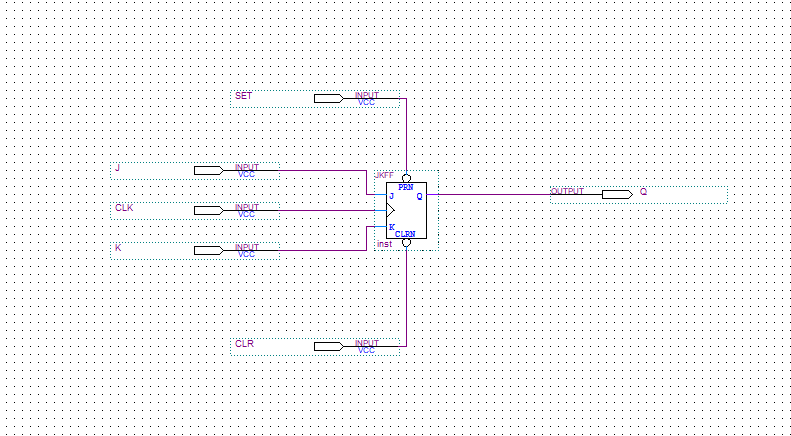 SET INPUT
VCC
J INPUT
VCC
JKFF
PRN
J Q
OUTPUT Q
CLK INPUT
VCC
K INPUT
VCC
K
CLRN
inst
CLR INPUT
VCC